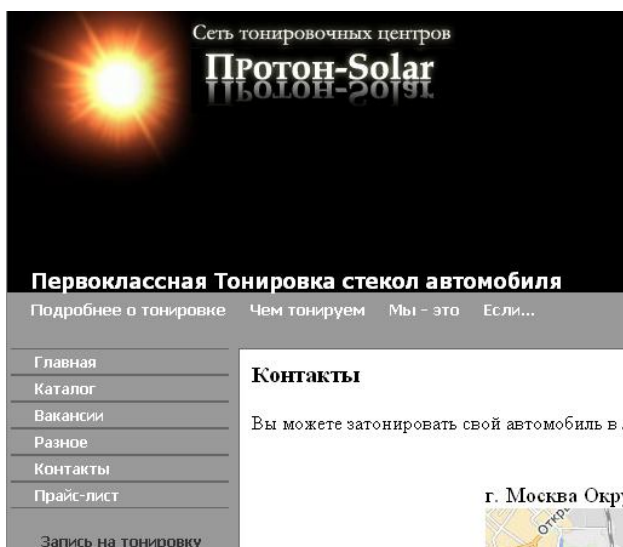 Сеть тонировочных центров
Протон-Solar
Первоклассная Тонировка стекол автомобиля
Подробнее о тонировке Чем тонируем Мы - это Если...
Главная
Каталог
Вакансии
Разное
Контакты
Прайс-лист
Запись на тонировку
Контакты
Вы можете затонировать свой автомобиль в
г. Москва